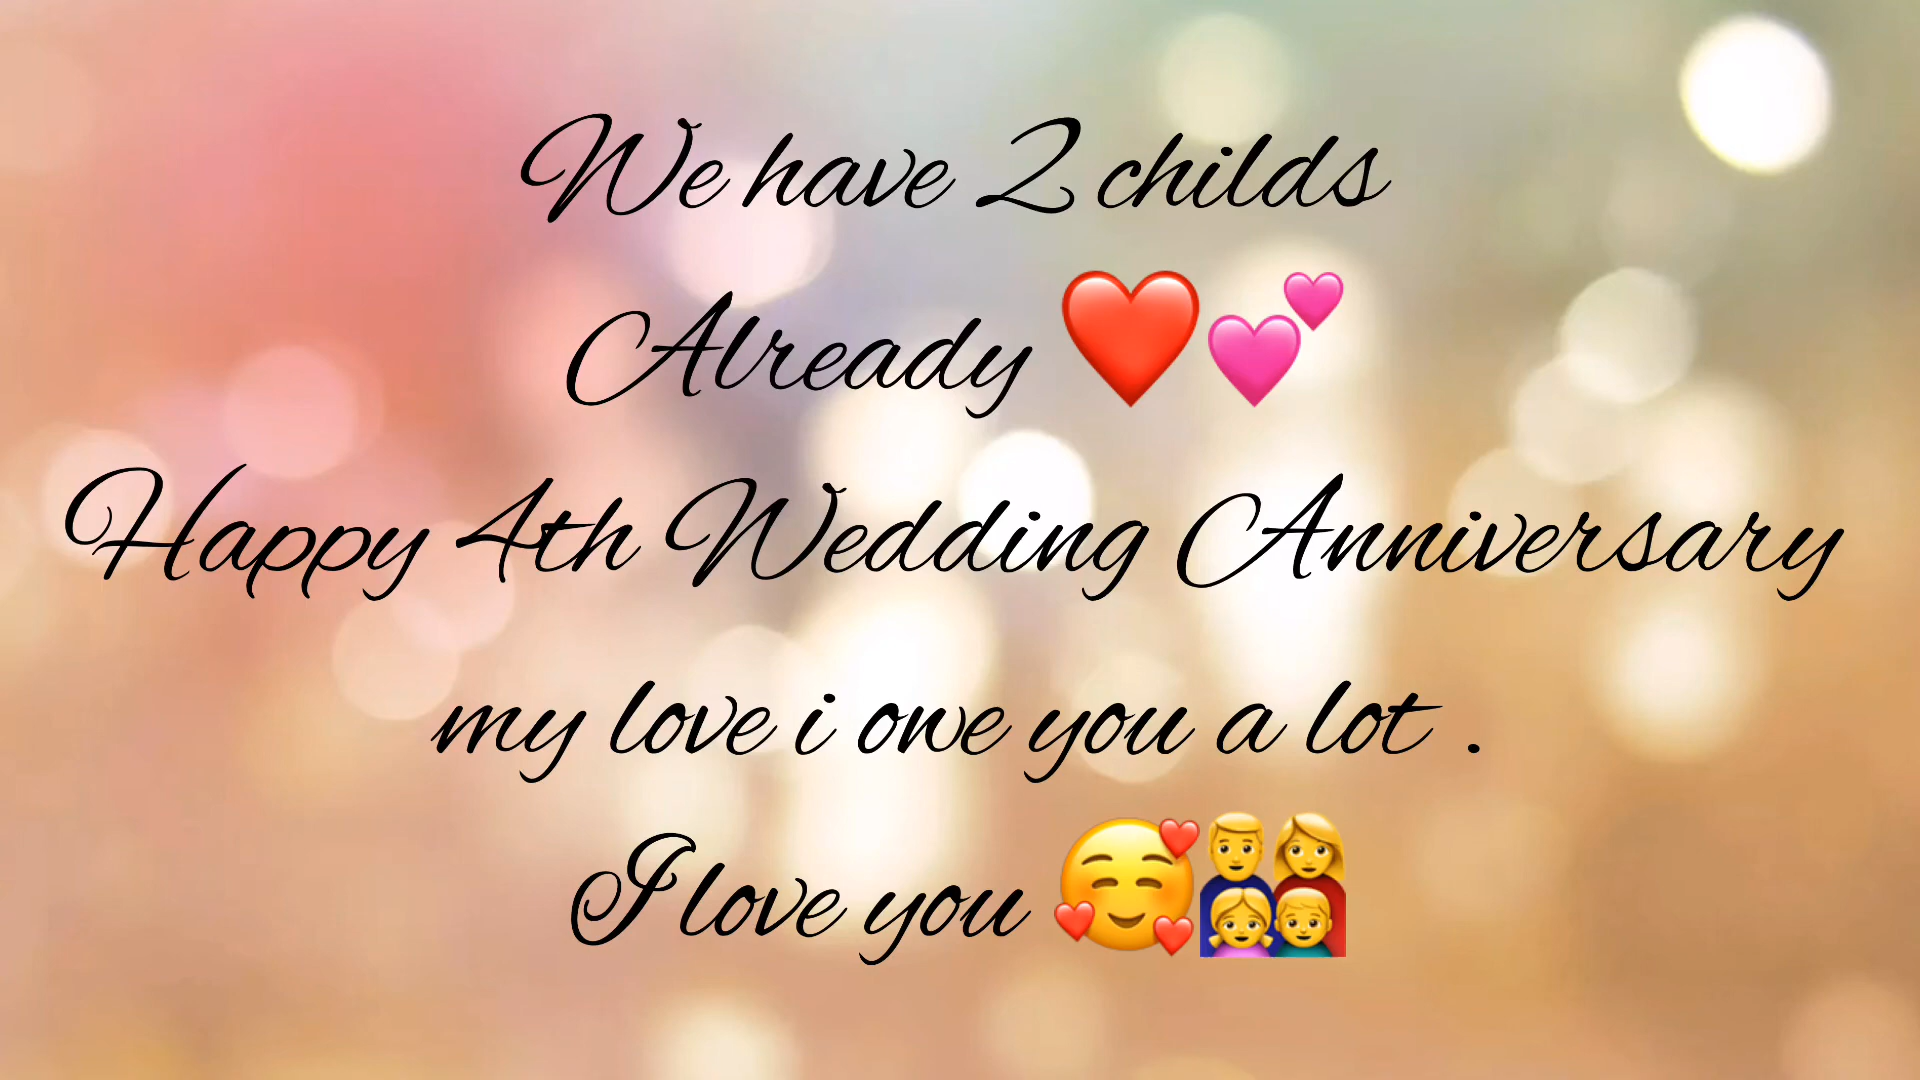 We have 2 childs
Already ❤️💕
Happy 4th Wedding Anniversary
my love i owe you a lot .
I love you 🥰👨‍👩‍👧‍👦